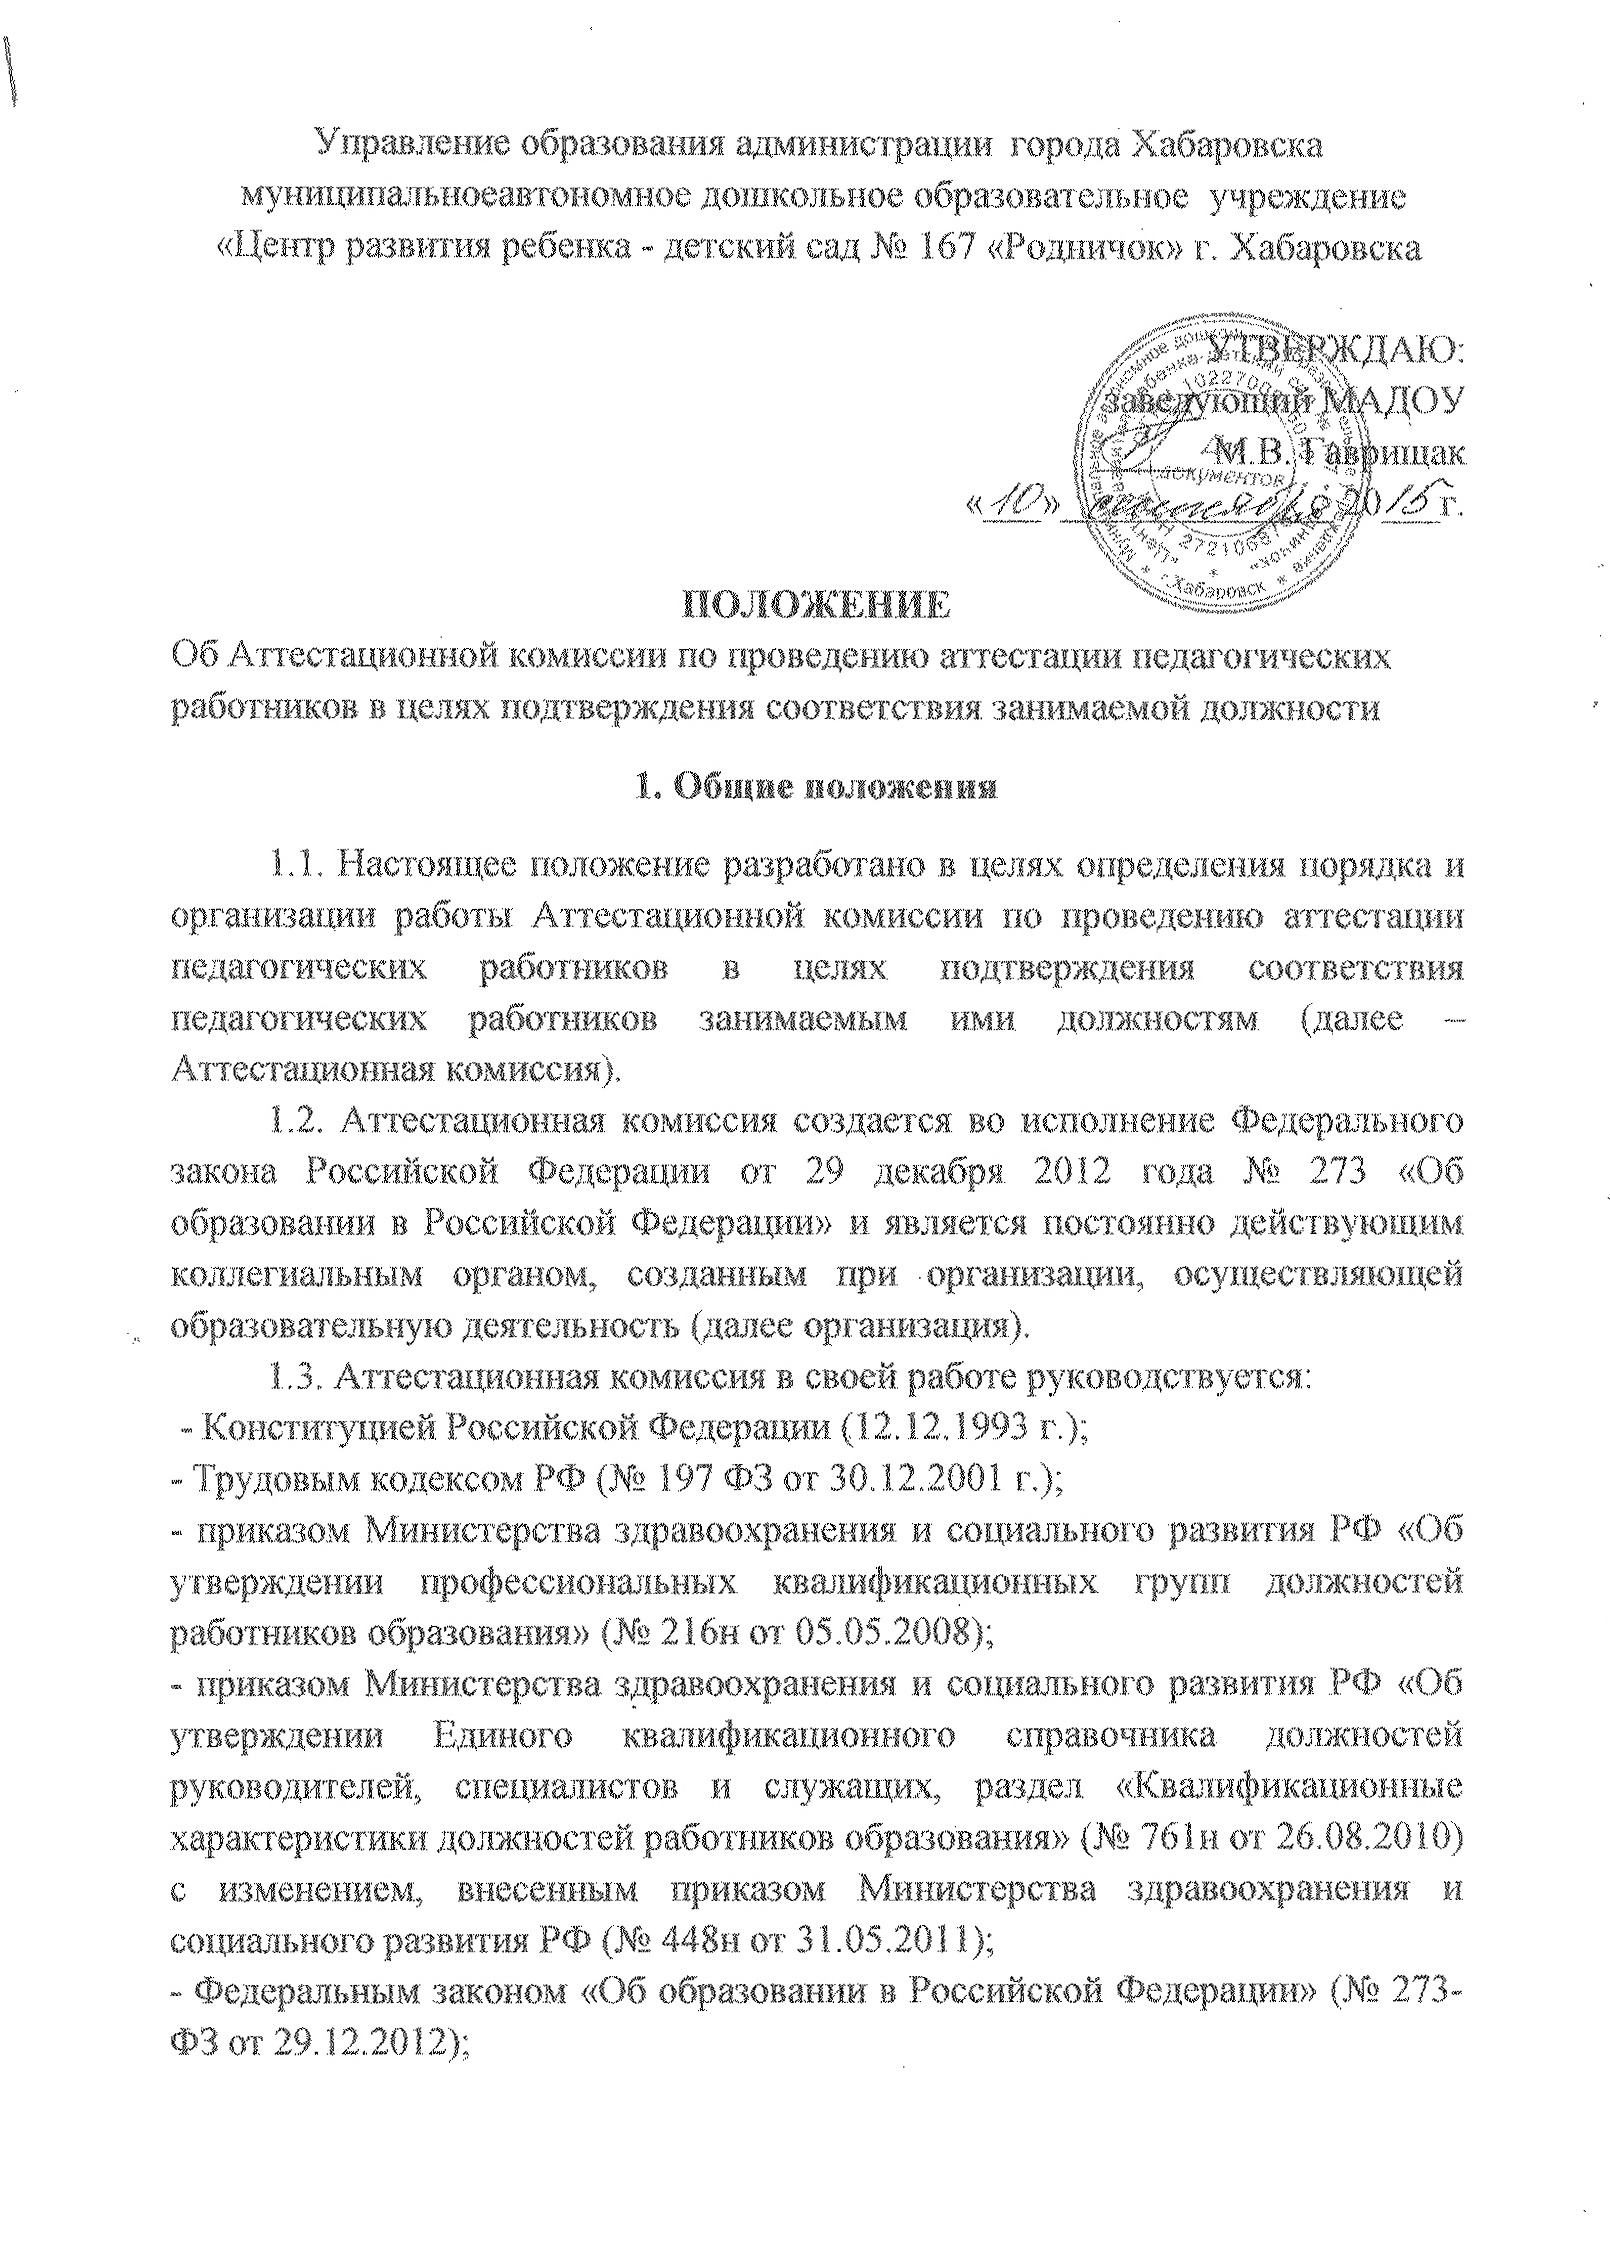 Управление образования администрации города Хабаровска
муниципальноеавтономное дошкольное образовательное учреждение
«Центр развития ребенка - детский сад № 167 «Родничок» г. Хабаровска
УТВЕРЖДАЮ:
заведующий МАДОУ
М.В. Гаврищак
документов
«10» сентября 2015 г.
г.Хабаровск
ПОЛОЖЕНИЕ
Об Аттестационной комиссии по проведению аттестации педагогических
работников в целях подтверждения соответствия занимаемой должности
1. Общие положения
1.1. Настоящее положение разработано в целях определения порядка и
организации работы Аттестационной комиссии по проведению аттестации
педагогических работников в целях подтверждения соответствия
педагогических работников занимаемым ими должностям (далее –
Аттестационная комиссия).
1.2. Аттестационная комиссия создается во исполнение Федерального
закона Российской Федерации от 29 декабря 2012 года № 273 «Об
образовании в Российской Федерации» и является постоянно действующим
коллегиальным органом, созданным при организации, осуществляющей
образовательную деятельность (далее организация).
1.3. Аттестационная комиссия в своей работе руководствуется:
- Конституцией Российской Федерации (12.12.1993 г.);
- Трудовым кодексом РФ (№ 197 ФЗ от 30.12.2001 г.);
- приказом Министерства здравоохранения и социального развития РФ «Об
утверждении профессиональных квалификационных групп должностей
работников образования» (№ 216н от 05.05.2008);
- приказом Министерства здравоохранения и социального развития РФ «Об
утверждении Единого квалификационного справочника должностей
руководителей, специалистов и служащих, раздел «Квалификационные
характеристики должностей работников образования» (№ 761н от 26.08.2010)
с изменением, внесенным приказом Министерства здравоохранения и
социального развития РФ (№ 448н от 31.05.2011);
- Федеральным законом «Об образовании в Российской Федерации» (№ 273-
ФЗ от 29.12.2012);